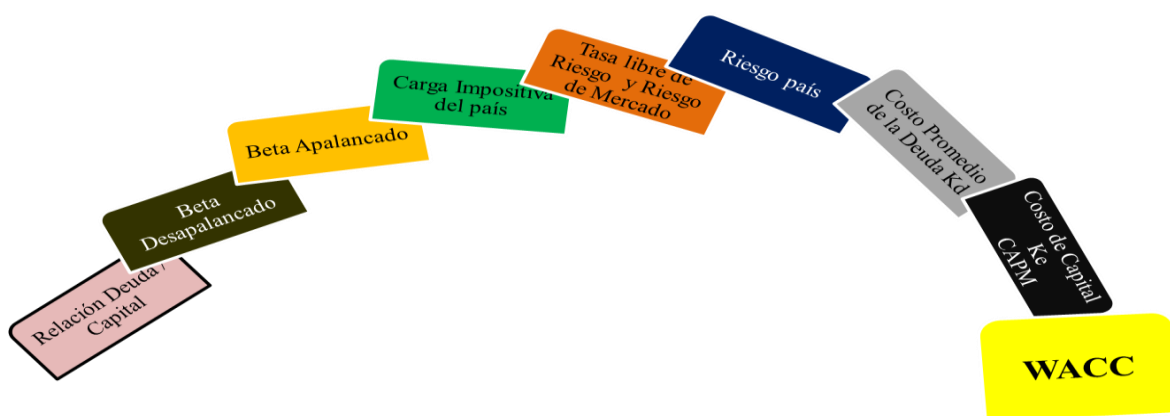 Relación Deuda /
Capital
Beta
Desapalancado
Beta Apalancado
Carga Impositiva
del país
Tasa libre de
Riesgo y Riesgo
de Mercado
Riesgo país
Costo Promedio
de la Deuda Kd
Costo de Capital
Ke
CAPM
WACC